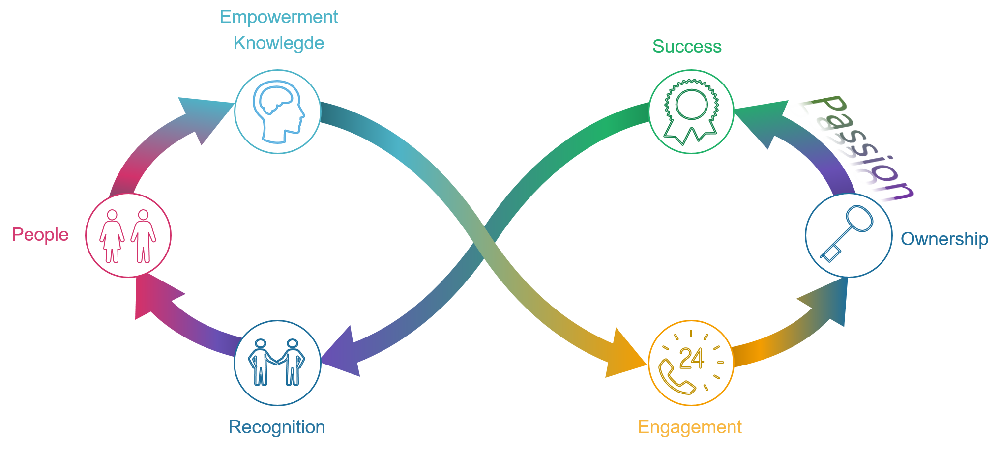 Empowerment
Knowlegde
Success
Passion
People
Ownership
24
Recognition
Engagement